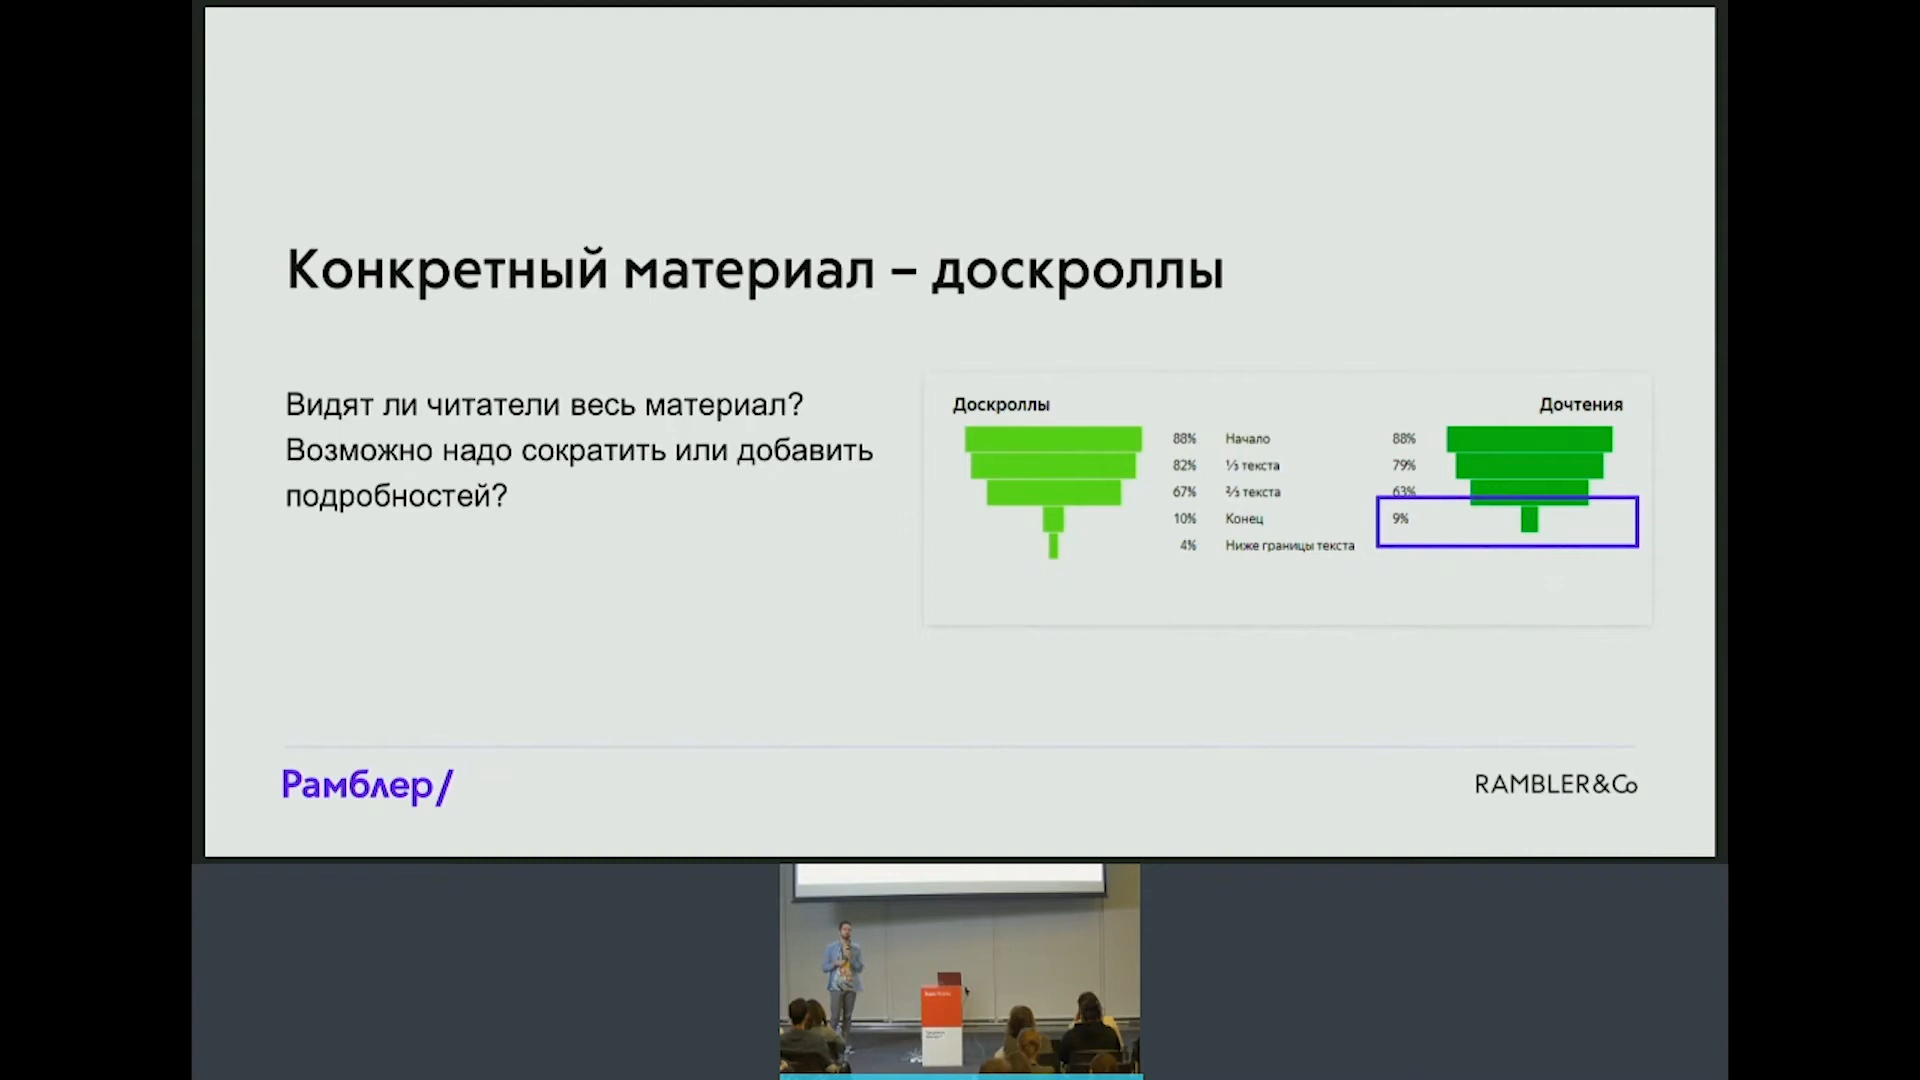 Конкретный материал – доскроллы
Видят ли читатели весь материал?
Возможно надо сократить или добавить
подробностей?
Доскроллы
Дочтения
88% Начало 88%
82% ⅓ текста 79%
67% ⅔ текста 63%
10% Конец 9%
4% Ниже границы текста
Рамблер/
RAMBLER&Co